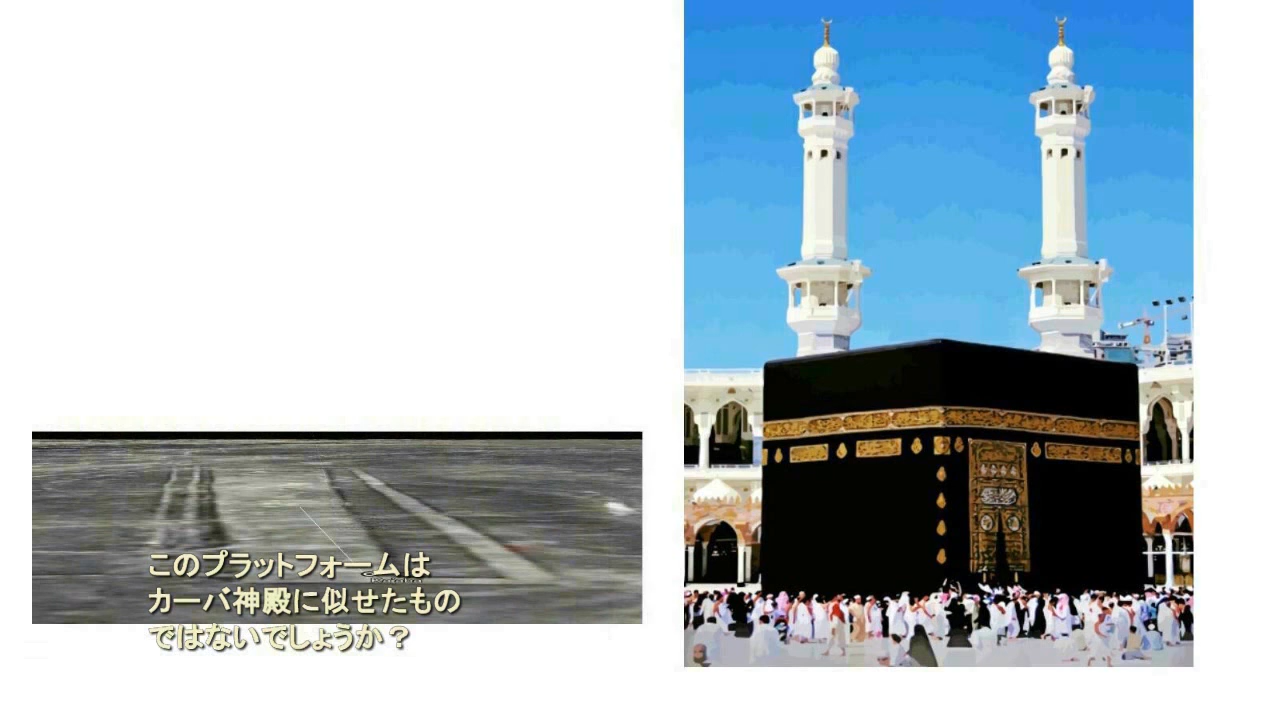 このプラットフォームは
カーバ神殿に似せたもの
ではないでしょうか？